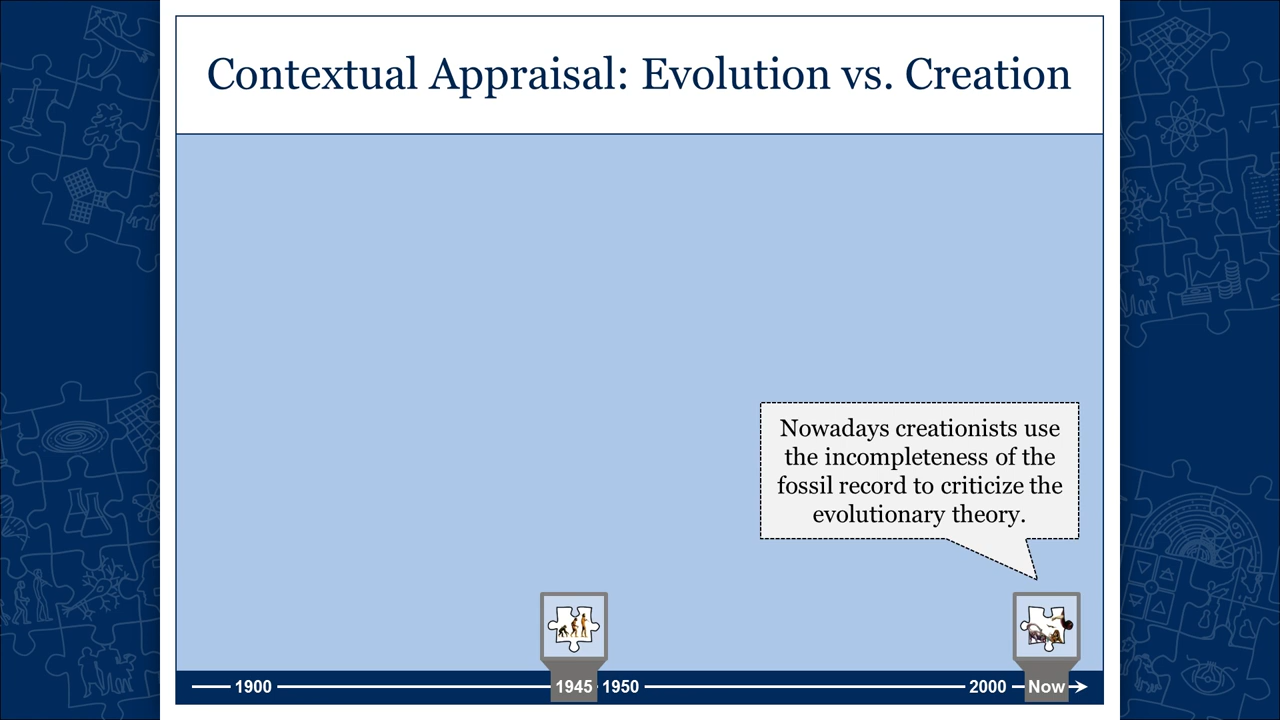 Contextual Appraisal: Evolution vs. Creation
Nowadays creationists use
the incompleteness of the
fossil record to criticize the
evolutionary theory.
1900 1945 1950 2000 Now